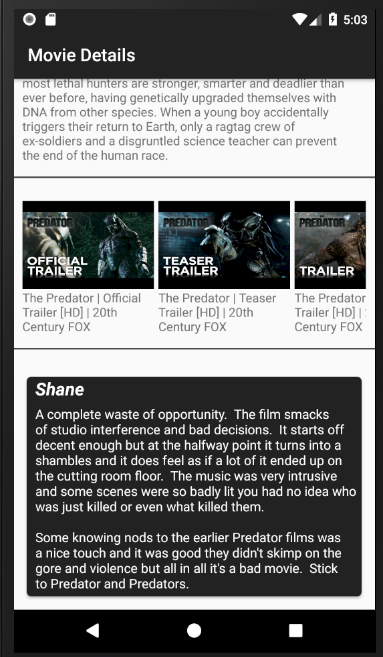 5:03
Movie Details
most lethal hunters are stronger, smarter and deadlier than
ever before, having genetically upgraded themselves with
DNA from other species. When a young boy accidentally
triggers their return to Earth, only a ragtag crew of
ex-soldiers and a disgruntled science teacher can prevent
the end of the human race.
PREDATOR
OFFICIAL
TRAILER
PREDATOR
TEASER
TRAILER
PREDATOR
TRAILER
The Predator | Official
Trailer [HD] | 20th
Century FOX
The Predator | Teaser
Trailer [HD] | 20th
Century FOX
The Predator
Trailer [HD] |
Century FOX
Shane
A complete waste of opportunity.  The film smacks
of studio interference and bad decisions.  It starts off
decent enough but at the halfway point it turns into a
shambles and it does feel as if a lot of it ended up on
the cutting room floor.  The music was very intrusive
and some scenes were so badly lit you had no idea who
was just killed or even what killed them.
Some knowing nods to the earlier Predator films was
a nice touch and it was good they didn't skimp on the
gore and violence but all in all it's a bad movie.  Stick
to Predator and Predators.